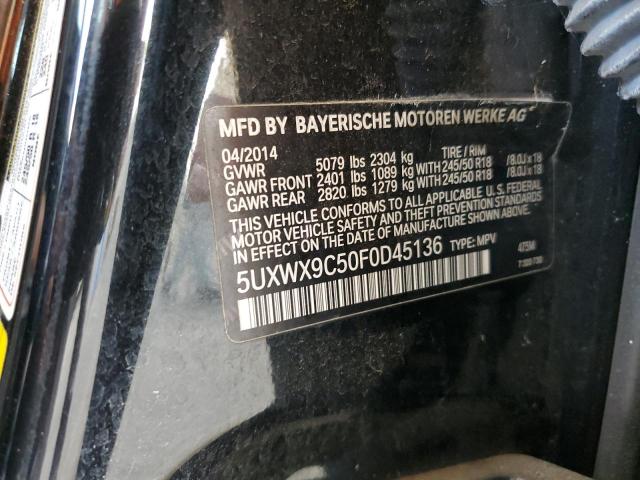 MFD BY BAYERISCHE MOTOREN WERKE AG
04/2014
TIRE / RIM
GVWR 5079 lbs 2304 kg
GAWR FRONT 2401 lbs 1089 kg WITH 245/50 R18 / 8.0J x 18
GAWR REAR 2820 lbs 1279 kg WITH 245/50 R18 / 8.0J x 18
THIS VEHICLE CONFORMS TO ALL APPLICABLE U.S. FEDERAL
MOTOR VEHICLE SAFETY AND THEFT PREVENTION STANDARDS
IN EFFECT ON THE DATE OF MANUFACTURE SHOWN ABOVE.
5UXWX9C50F0D45136 TYPE: MPV
475M